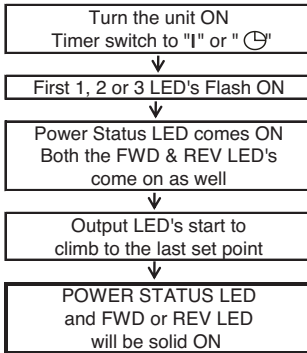 Turn the unit ON
Timer switch to "I" or " "
First 1, 2 or 3 LED's Flash ON
Power Status LED comes ON
Both the FWD & REV LED's
come on as well
Output LED's start to
climb to the last set point
POWER STATUS LED
and FWD or REV LED
will be solid ON